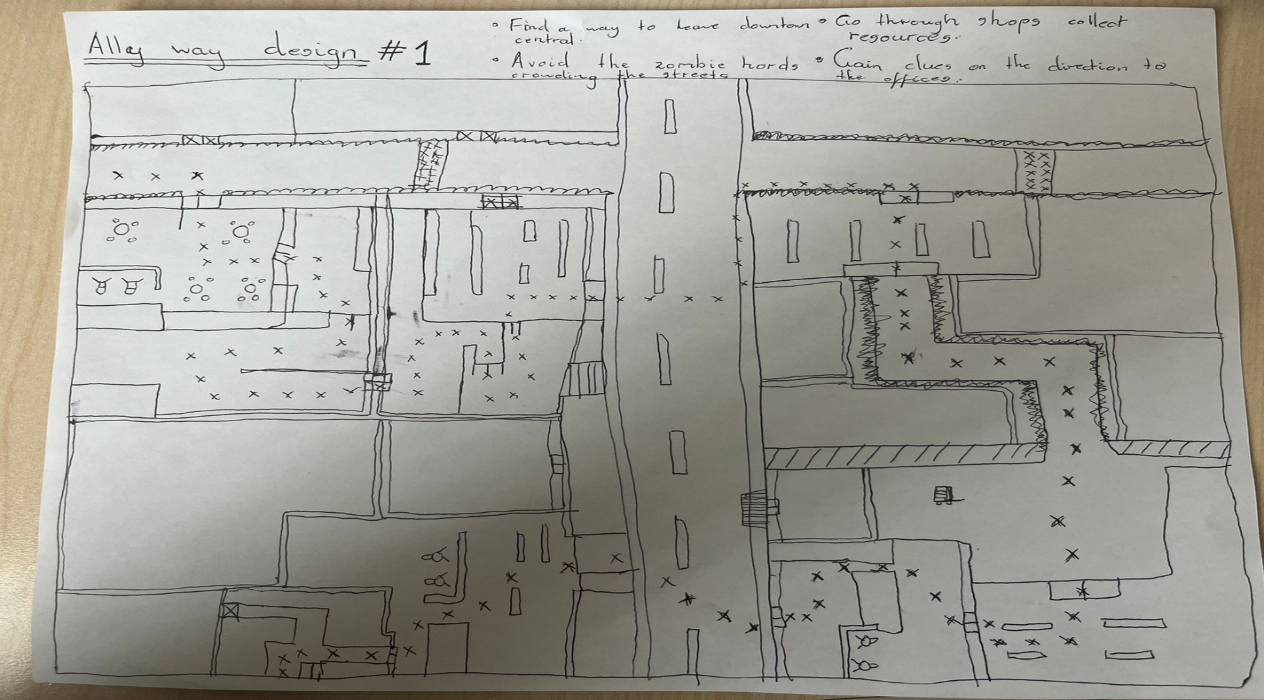 Ally way design #1
• Find a way to leave downtown
central.
• Avoid the zombie hords
crowding the streets
• Go through shops collect
resources.
• Gain clues on the direction to
the offices.